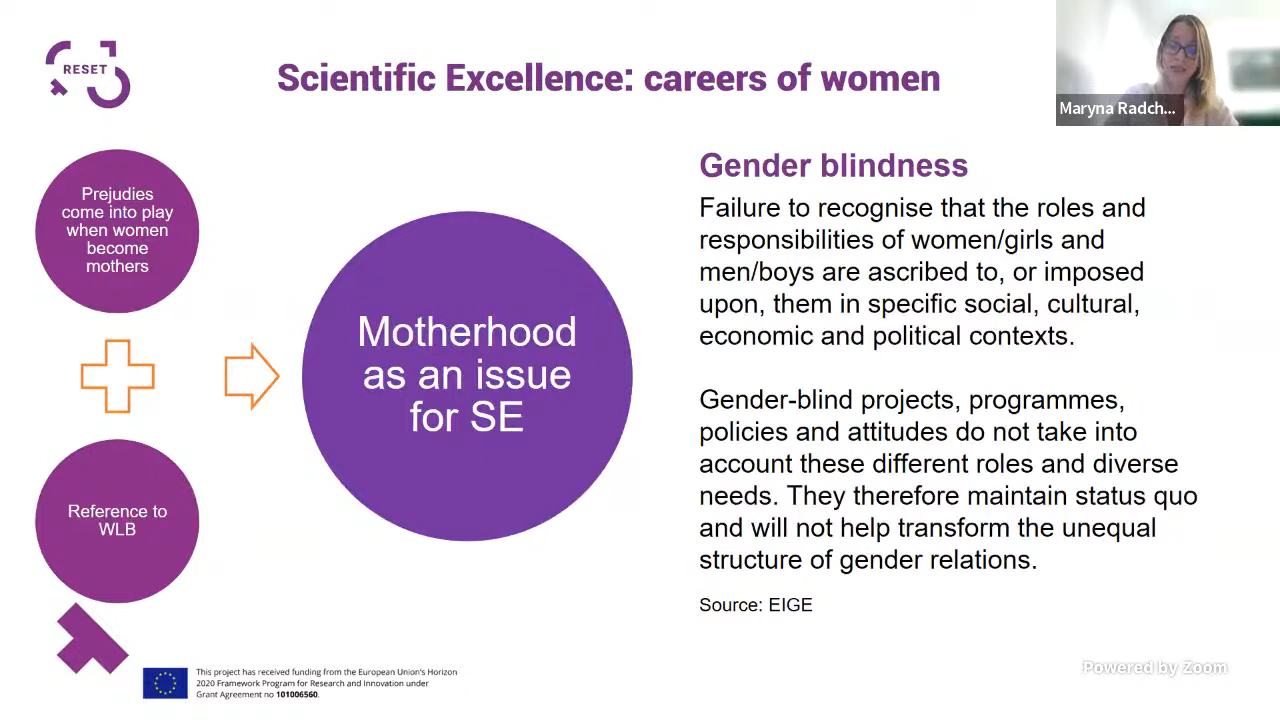 RESET
Scientific Excellence: careers of women
Maryna Radch...
Prejudies
come into play
when women
become
mothers
Reference to
WLB
Motherhood
as an issue
for SE
Gender blindness
Failure to recognise that the roles and
responsibilities of women/girls and
men/boys are ascribed to, or imposed
upon, them in specific social, cultural,
economic and political contexts.
Gender-blind projects, programmes,
policies and attitudes do not take into
account these different roles and diverse
needs. They therefore maintain status quo
and will not help transform the unequal
structure of gender relations.
Source: EIGE
This project has received funding from the European Union's Horizon
2020 Framework Program for Research and Innovation under
Grant Agreement no 101006560.
Powered by Zoom